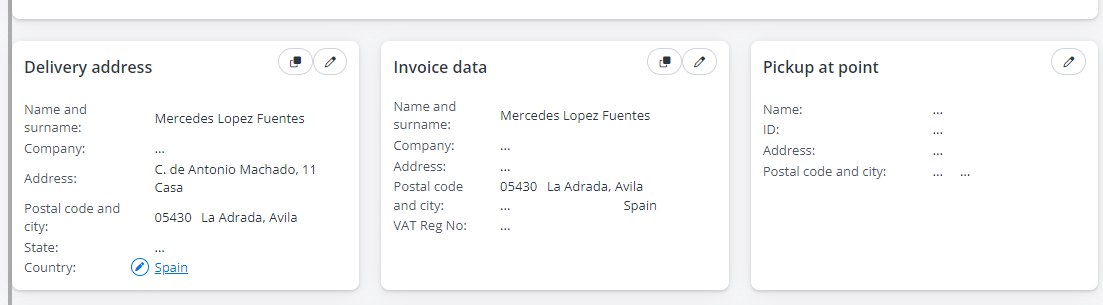 Delivery address
Name and surname: Mercedes Lopez Fuentes
Company: ...
Address: C. de Antonio Machado, 11
Casa
Postal code and city: 05430 La Adrada, Avila
State: ...
Country: Spain
Invoice data
Name and surname: Mercedes Lopez Fuentes
Company: ...
Address: ...
Postal code and city: 05430 La Adrada, Avila
... Spain
VAT Reg No: ...
Pickup at point
Name: ...
ID: ...
Address: ...
Postal code and city: ... ...